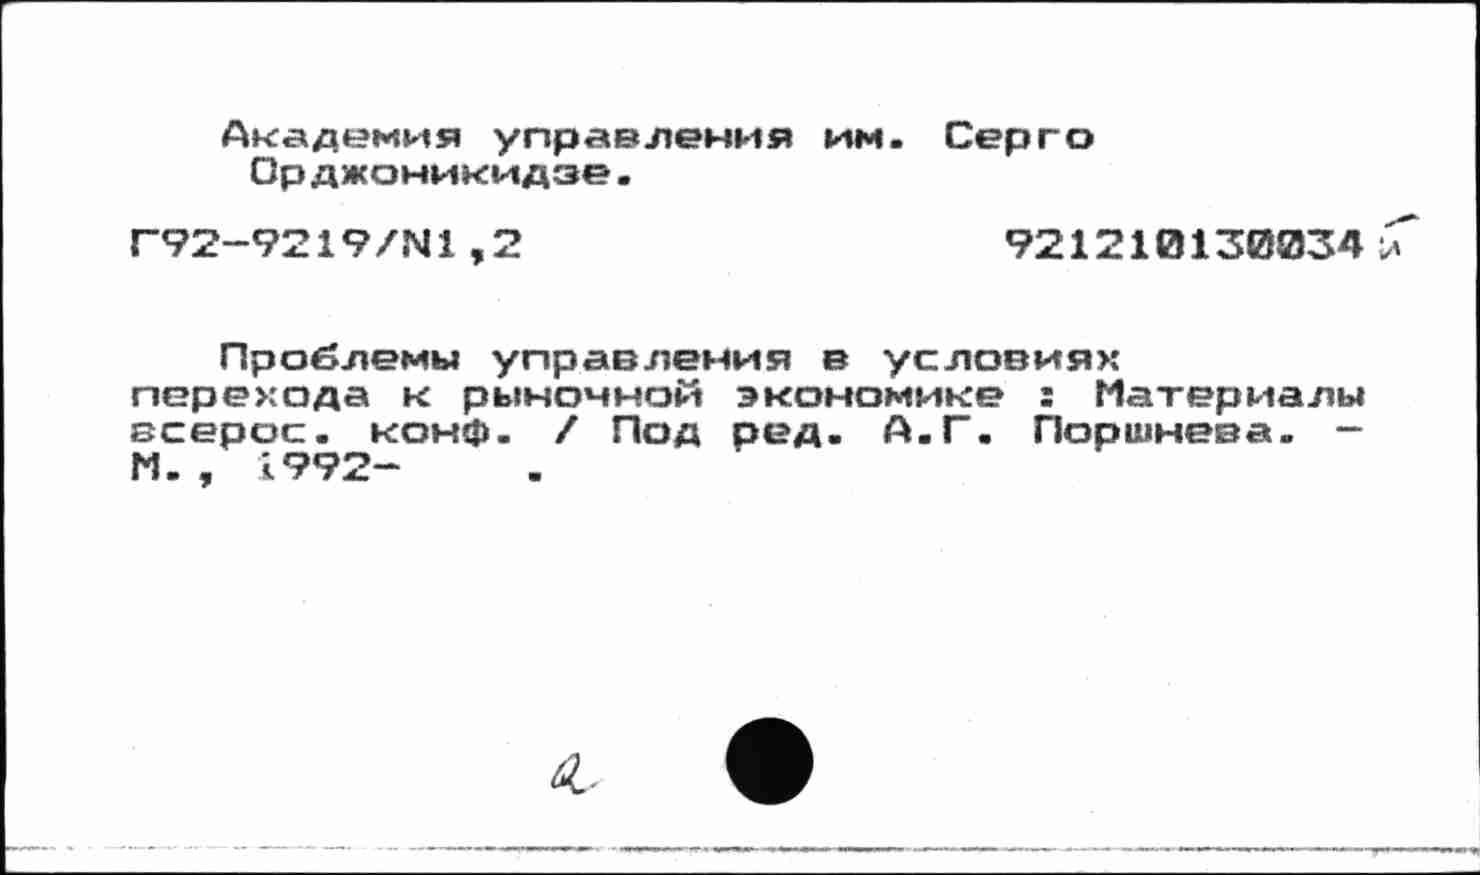 Академия управления им. Серго
Орджоникидзе.
Г92-9219/N1,2 921210130034 й
Проблемы управления в условиях
перехода к рыночной экономике : Материалы
всерос. конф. / Под ред. А.Г. Поршнева. -
М., 1992- .
a